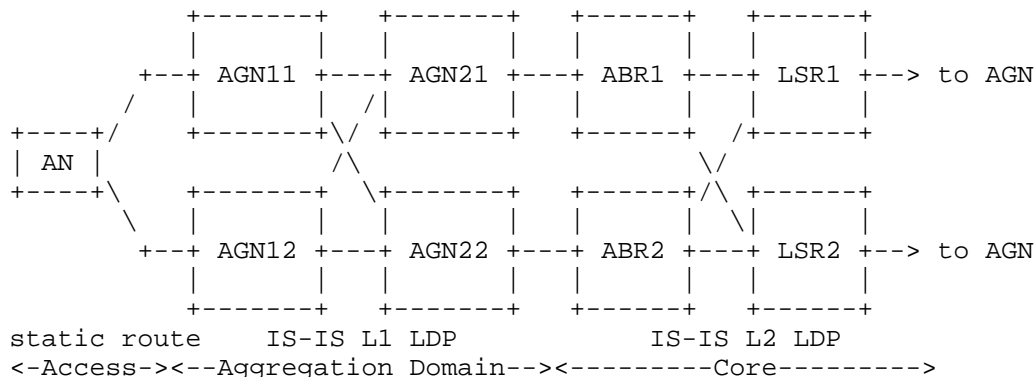 AGN11 AGN21 ABR1 LSR1 to AGN
AN
AGN12 AGN22 ABR2 LSR2 to AGN
static route IS-IS L1 LDP IS-IS L2 LDP
<-Access-><--Aggregation Domain--><---------Core--------->